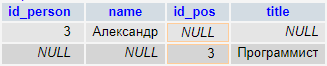 id_person name id_pos title
3 Александр NULL NULL
NULL NULL 3 Программист